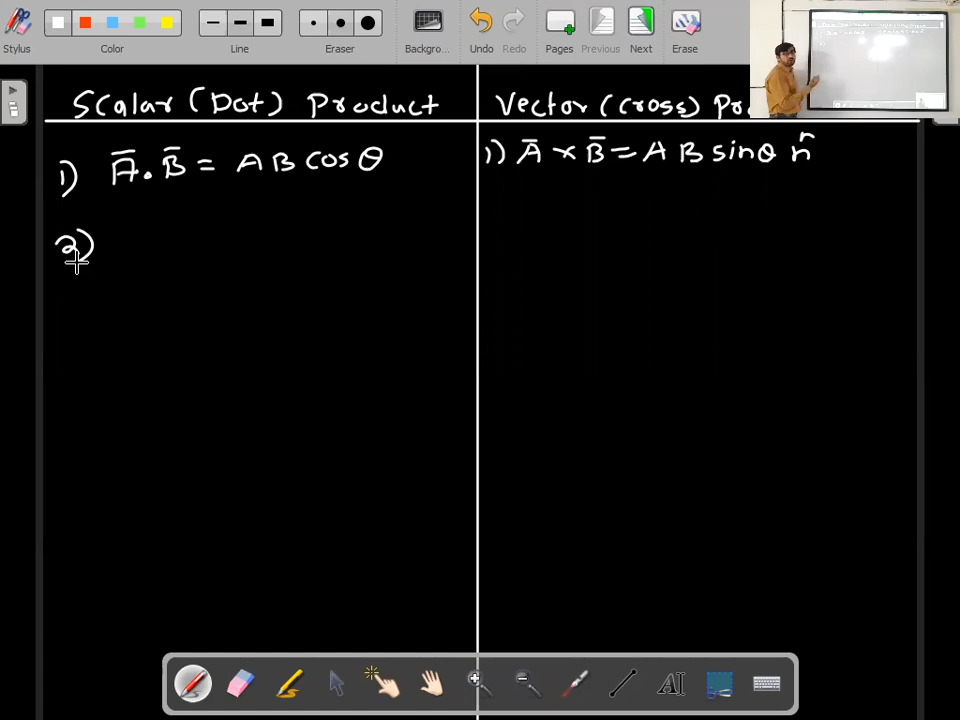 Stylus
Color
Line
Eraser
Backgro...
Undo
Redo
Pages
Previous
Next
Erase
Scalar (Dot) Product
Vector (Cross) Pro
1) A̅ . B̅ = A B cos θ
1) A̅ × B̅ = A B sinθ n̂
2)